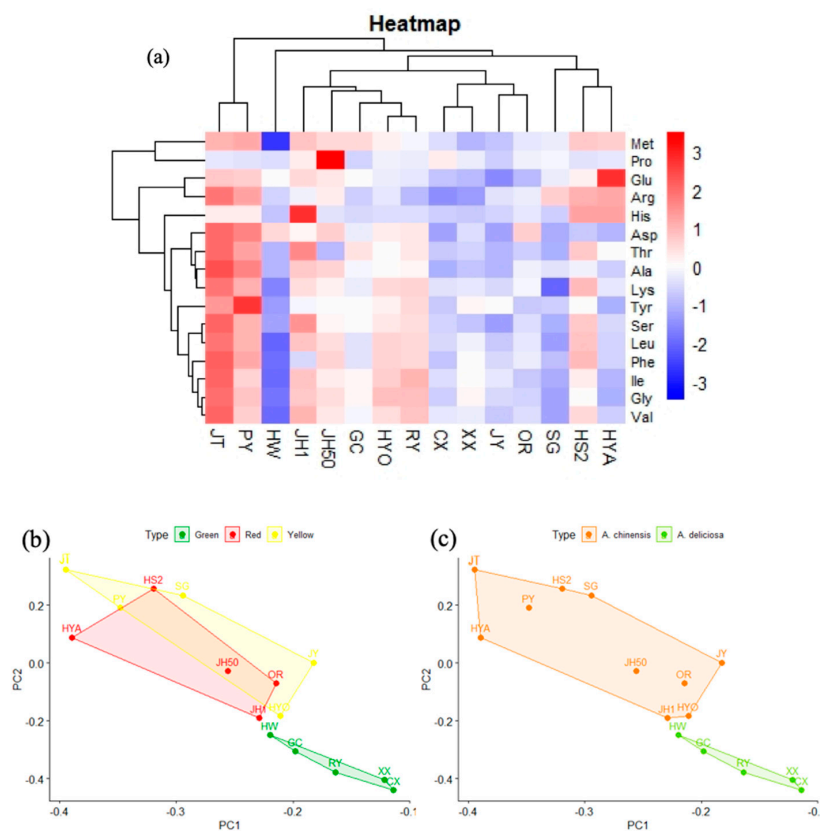 Heatmap
(a)
Met
Pro
Glu
Arg
His
Asp
Thr
Ala
Lys
Tyr
Ser
Leu
Phe
Ile
Gly
Val
3
2
1
0
-1
-2
-3
JT PY HW JH1 JH50 GC HYO RY CX XX JY OR SG HS2 HYA
(b)
Type Green Red Yellow
JT
HS2
SG
PY
HYA
JY
JH50
OR
JH1
HYO
HW
GC
RY
XX
CX
PC2
0.2
0.0
-0.2
-0.4
-0.4 -0.3 -0.2 -0.1
PC1
(c)
Type A. chinensis A. deliciosa
JT
HS2
SG
PY
HYA
JY
JH50
OR
JH1
HYO
HW
GC
RY
XX
CX
PC2
0.2
0.0
-0.2
-0.4
-0.4 -0.3 -0.2
PC1